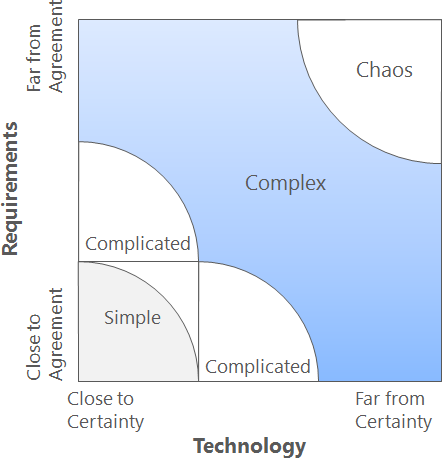 Far from
Agreement
Chaos
Complex
Requirements
Complicated
Simple
Close to
Agreement
Complicated
Close to
Certainty
Far from
Certainty
Technology